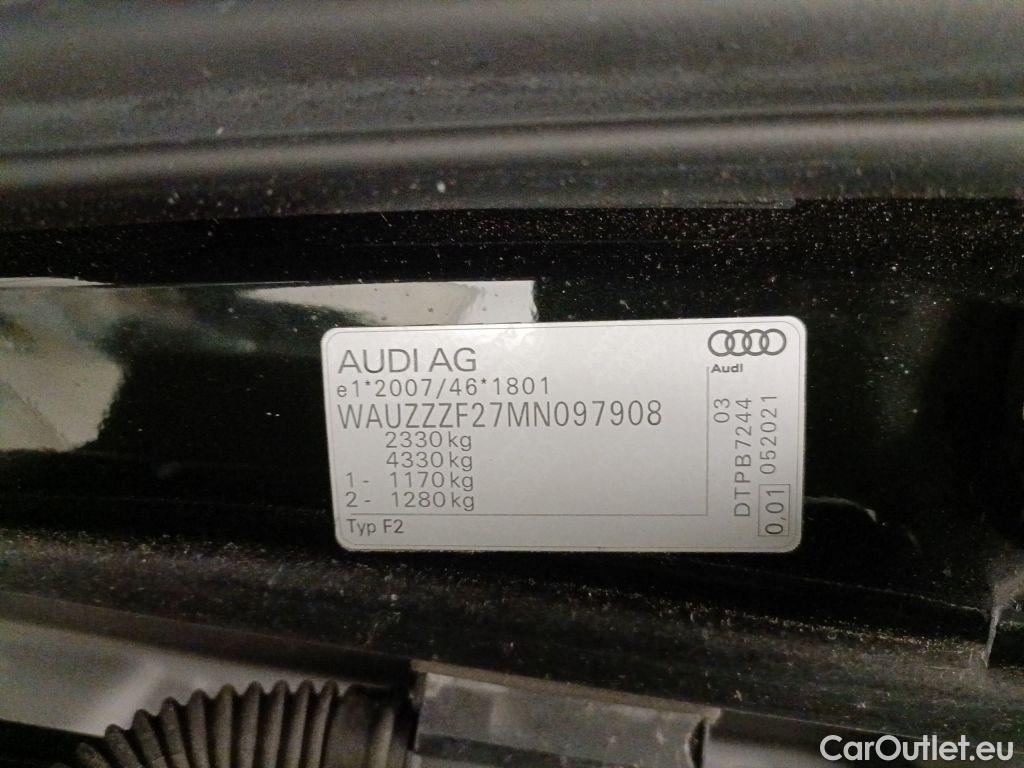 AUDI AG
Audi
e1*2007/46*1801
WAUZZZF27MN097908
2330 kg
4330 kg
1 - 1170 kg
2 - 1280 kg
Typ F2
03
DTPB7244
0,01 052021
CarOutlet.eu